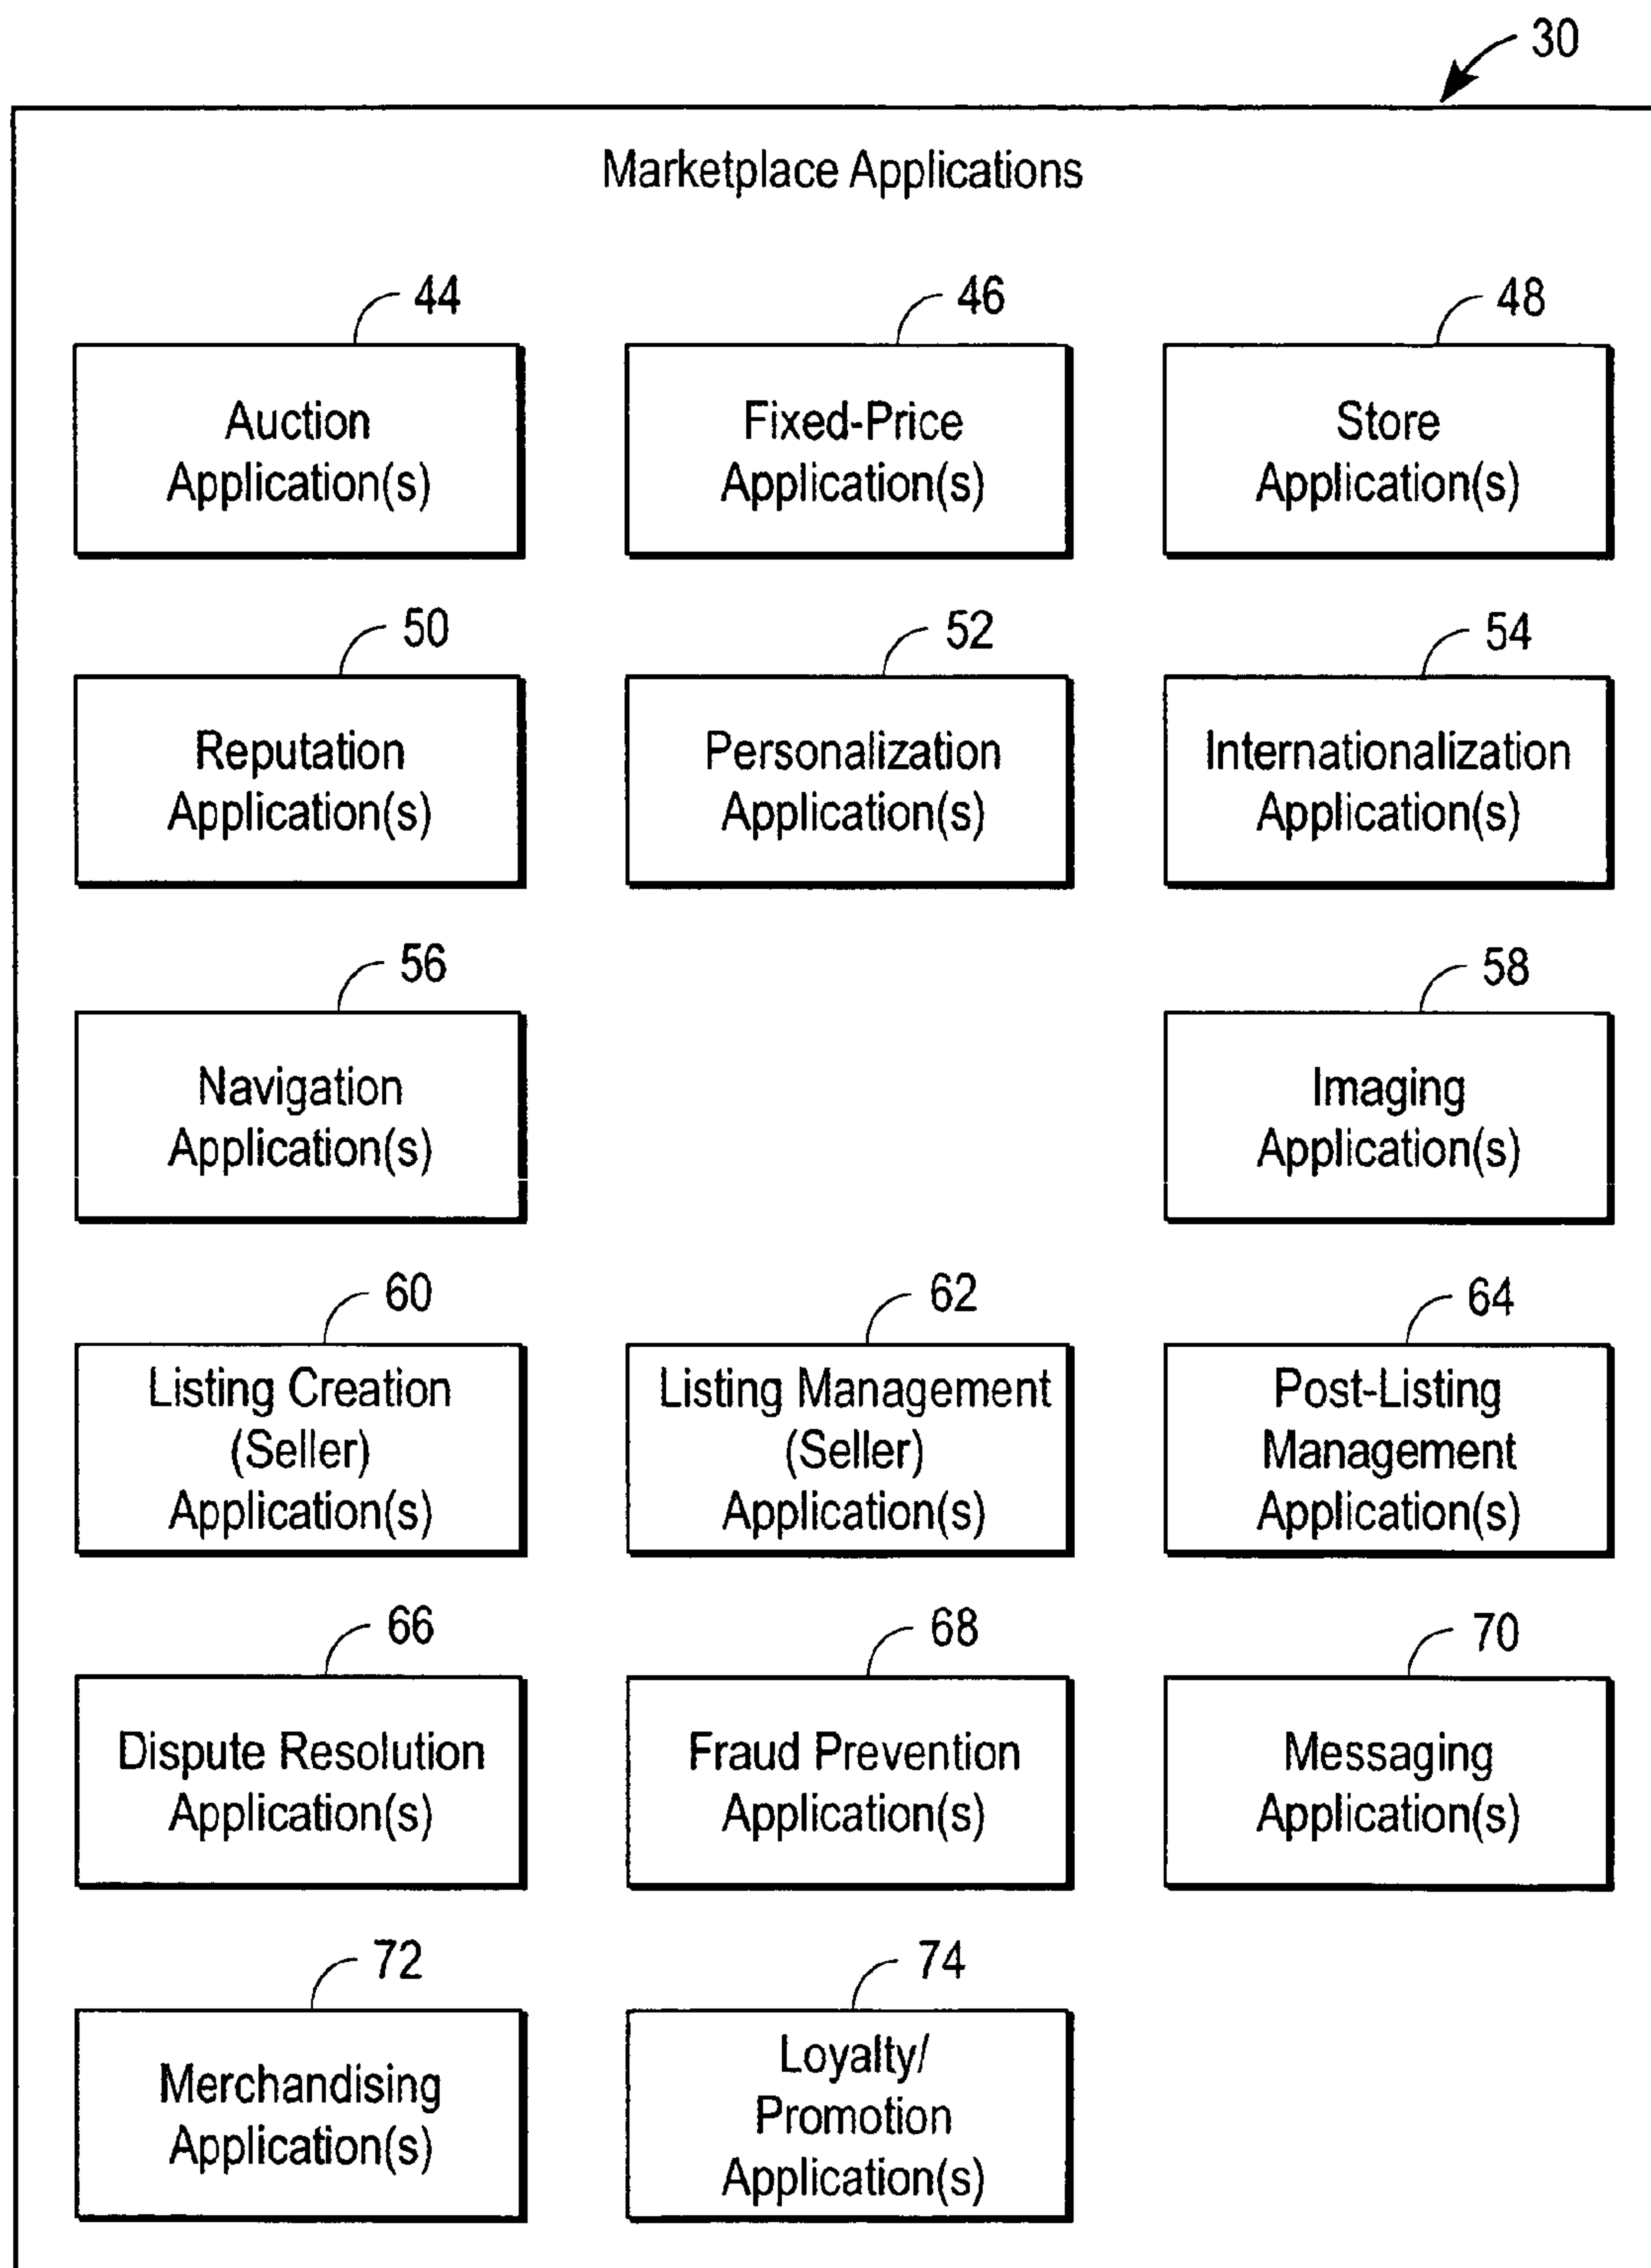 30
Marketplace Applications
44
Auction
Application(s)
46
Fixed-Price
Application(s)
48
Store
Application(s)
50
Reputation
Application(s)
52
Personalization
Application(s)
54
Internationalization
Application(s)
56
Navigation
Application(s)
58
Imaging
Application(s)
60
Listing Creation
(Seller)
Application(s)
62
Listing Management
(Seller)
Application(s)
64
Post-Listing
Management
Application(s)
66
Dispute Resolution
Application(s)
68
Fraud Prevention
Application(s)
70
Messaging
Application(s)
72
Merchandising
Application(s)
74
Loyalty/
Promotion
Application(s)